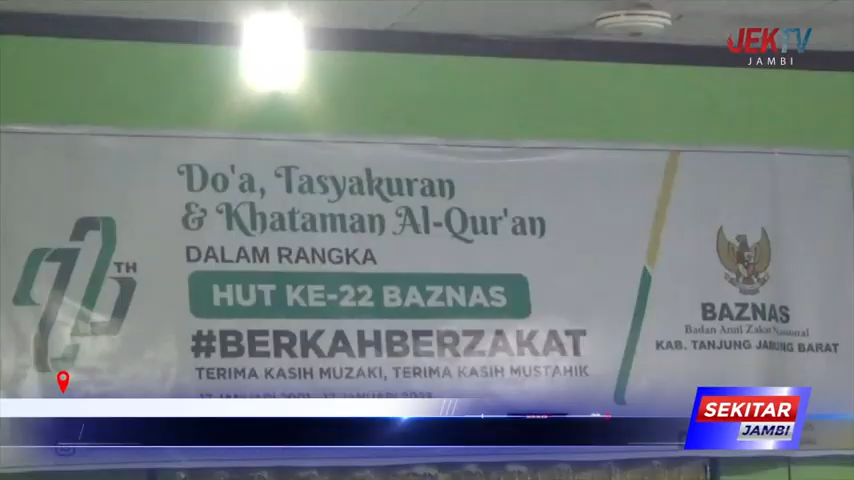 JEKTV
JAMBI
Do'a, Tasyakuran
& Khataman Al-Qur'an
DALAM RANGKA
HUT KE-22 BAZNAS
#BERKAHBERZAKAT
TERIMA KASIH MUZAKI, TERIMA KASIH MUSTAHIK
TH
BAZNAS
Badan Amil Zakat Nasional
KAB. TANJUNG JABUNG BARAT
SEKITAR
JAMBI